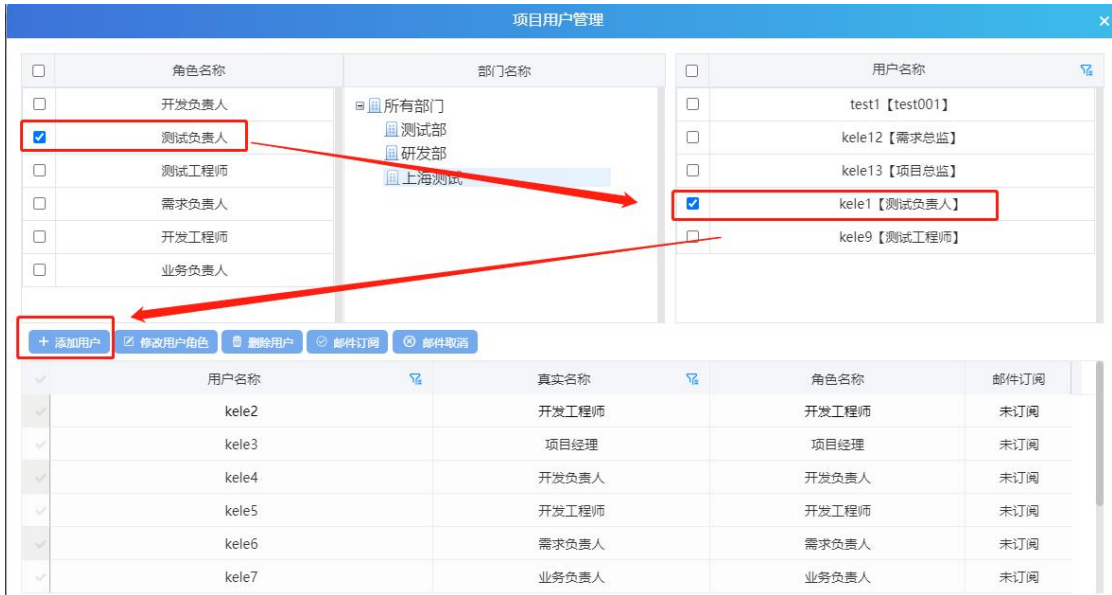 项目用户管理
角色名称
开发负责人
测试负责人
测试工程师
需求负责人
开发工程师
业务负责人
部门名称
所有部门
测试部
研发部
上海测试
用户名称
test1【test001】
kele12【需求总监】
kele13【项目总监】
kele1【测试负责人】
kele9【测试工程师】
添加用户 修改用户角色 删除用户 邮件订阅 邮件取消
用户名称 真实名称 角色名称 邮件订阅
kele2 开发工程师 开发工程师 未订阅
kele3 项目经理 项目经理 未订阅
kele4 开发负责人 开发负责人 未订阅
kele5 开发工程师 开发工程师 未订阅
kele6 需求负责人 需求负责人 未订阅
kele7 业务负责人 业务负责人 未订阅